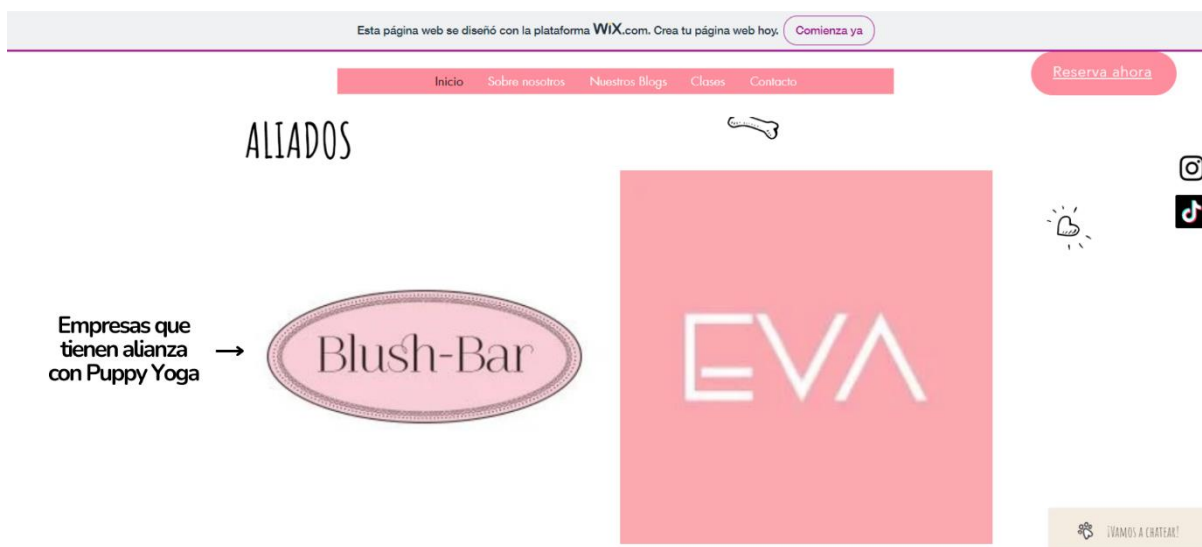 Esta página web se diseñó con la plataforma WiX.com. Crea tu página web hoy. Comienza ya
Inicio Sobre nosotros Nuestros Blogs Clases Contacto
Reserva ahora
ALIADOS
Empresas que
tienen alianza
con Puppy Yoga
Blush-Bar
EVA
¡VAMOS A CHATEAR!